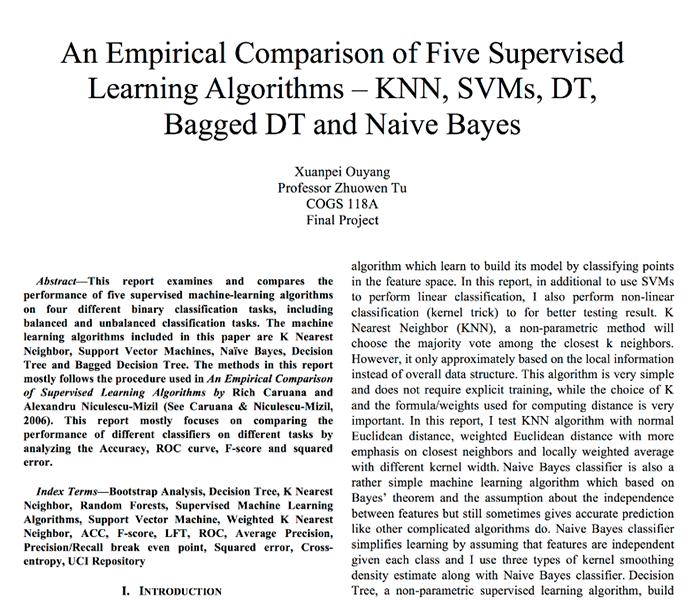 An Empirical Comparison of Five Supervised
Learning Algorithms – KNN, SVMs, DT,
Bagged DT and Naive Bayes
Xuanpei Ouyang
Professor Zhuowen Tu
COGS 118A
Final Project
Abstract—This report examines and compares the
performance of five supervised machine-learning algorithms
on four different binary classification tasks, including
balanced and unbalanced classification tasks. The machine
learning algorithms included in this paper are K Nearest
Neighbor, Support Vector Machines, Naïve Bayes, Decision
Tree and Bagged Decision Tree. The methods in this report
mostly follows the procedure used in An Empirical Comparison
of Supervised Learning Algorithms by Rich Caruana and
Alexandru Niculescu-Mizil (See Caruana & Niculescu-Mizil,
2006). This report mostly focuses on comparing the
performance of different classifiers on different tasks by
analyzing the Accuracy, ROC curve, F-score and squared
error.
Index Terms—Bootstrap Analysis, Decision Tree, K Nearest
Neighbor, Random Forests, Supervised Machine Learning
Algorithms, Support Vector Machine, Weighted K Nearest
Neighbor, ACC, F-score, LFT, ROC, Average Precision,
Precision/Recall break even point, Squared error, Cross-
entropy, UCI Repository
I. INTRODUCTION
algorithm which learn to build its model by classifying points
in the feature space. In this report, in additional to use SVMs
to perform linear classification, I also perform non-linear
classification (kernel trick) to for better testing result. K
Nearest Neighbor (KNN), a non-parametric method will
choose the majority vote among the closest k neighbors.
However, it only approximately based on the local information
instead of overall data structure. This algorithm is very simple
and does not require explicit training, while the choice of K
and the formula/weights used for computing distance is very
important. In this report, I test KNN algorithm with normal
Euclidean distance, weighted Euclidean distance with more
emphasis on closest neighbors and locally weighted average
with different kernel width. Naive Bayes classifier is also a
rather simple machine learning algorithm which based on
Bayes' theorem and the assumption about the independence
between features but still sometimes gives accurate prediction
like other complicated algorithms do. Naive Bayes classifier
simplifies learning by assuming that features are independent
given each class and I use three types of kernel smoothing
density estimate along with Naive Bayes classifier. Decision
Tree, a non-parametric supervised learning algorithm, build